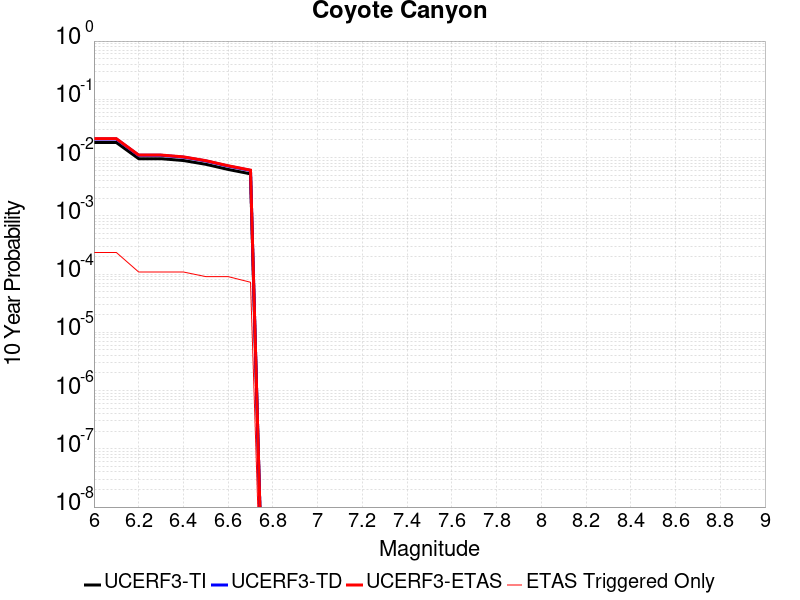 Coyote Canyon
10 0
10 -1
10 -2
10 -3
10 -4
10 -5
10 -6
10 -7
10 -8
10 Year Probability
6 6.2 6.4 6.6 6.8 7 7.2 7.4 7.6 7.8 8 8.2 8.4 8.6 8.8 9
Magnitude
UCERF3-TI UCERF3-TD UCERF3-ETAS ETAS Triggered Only